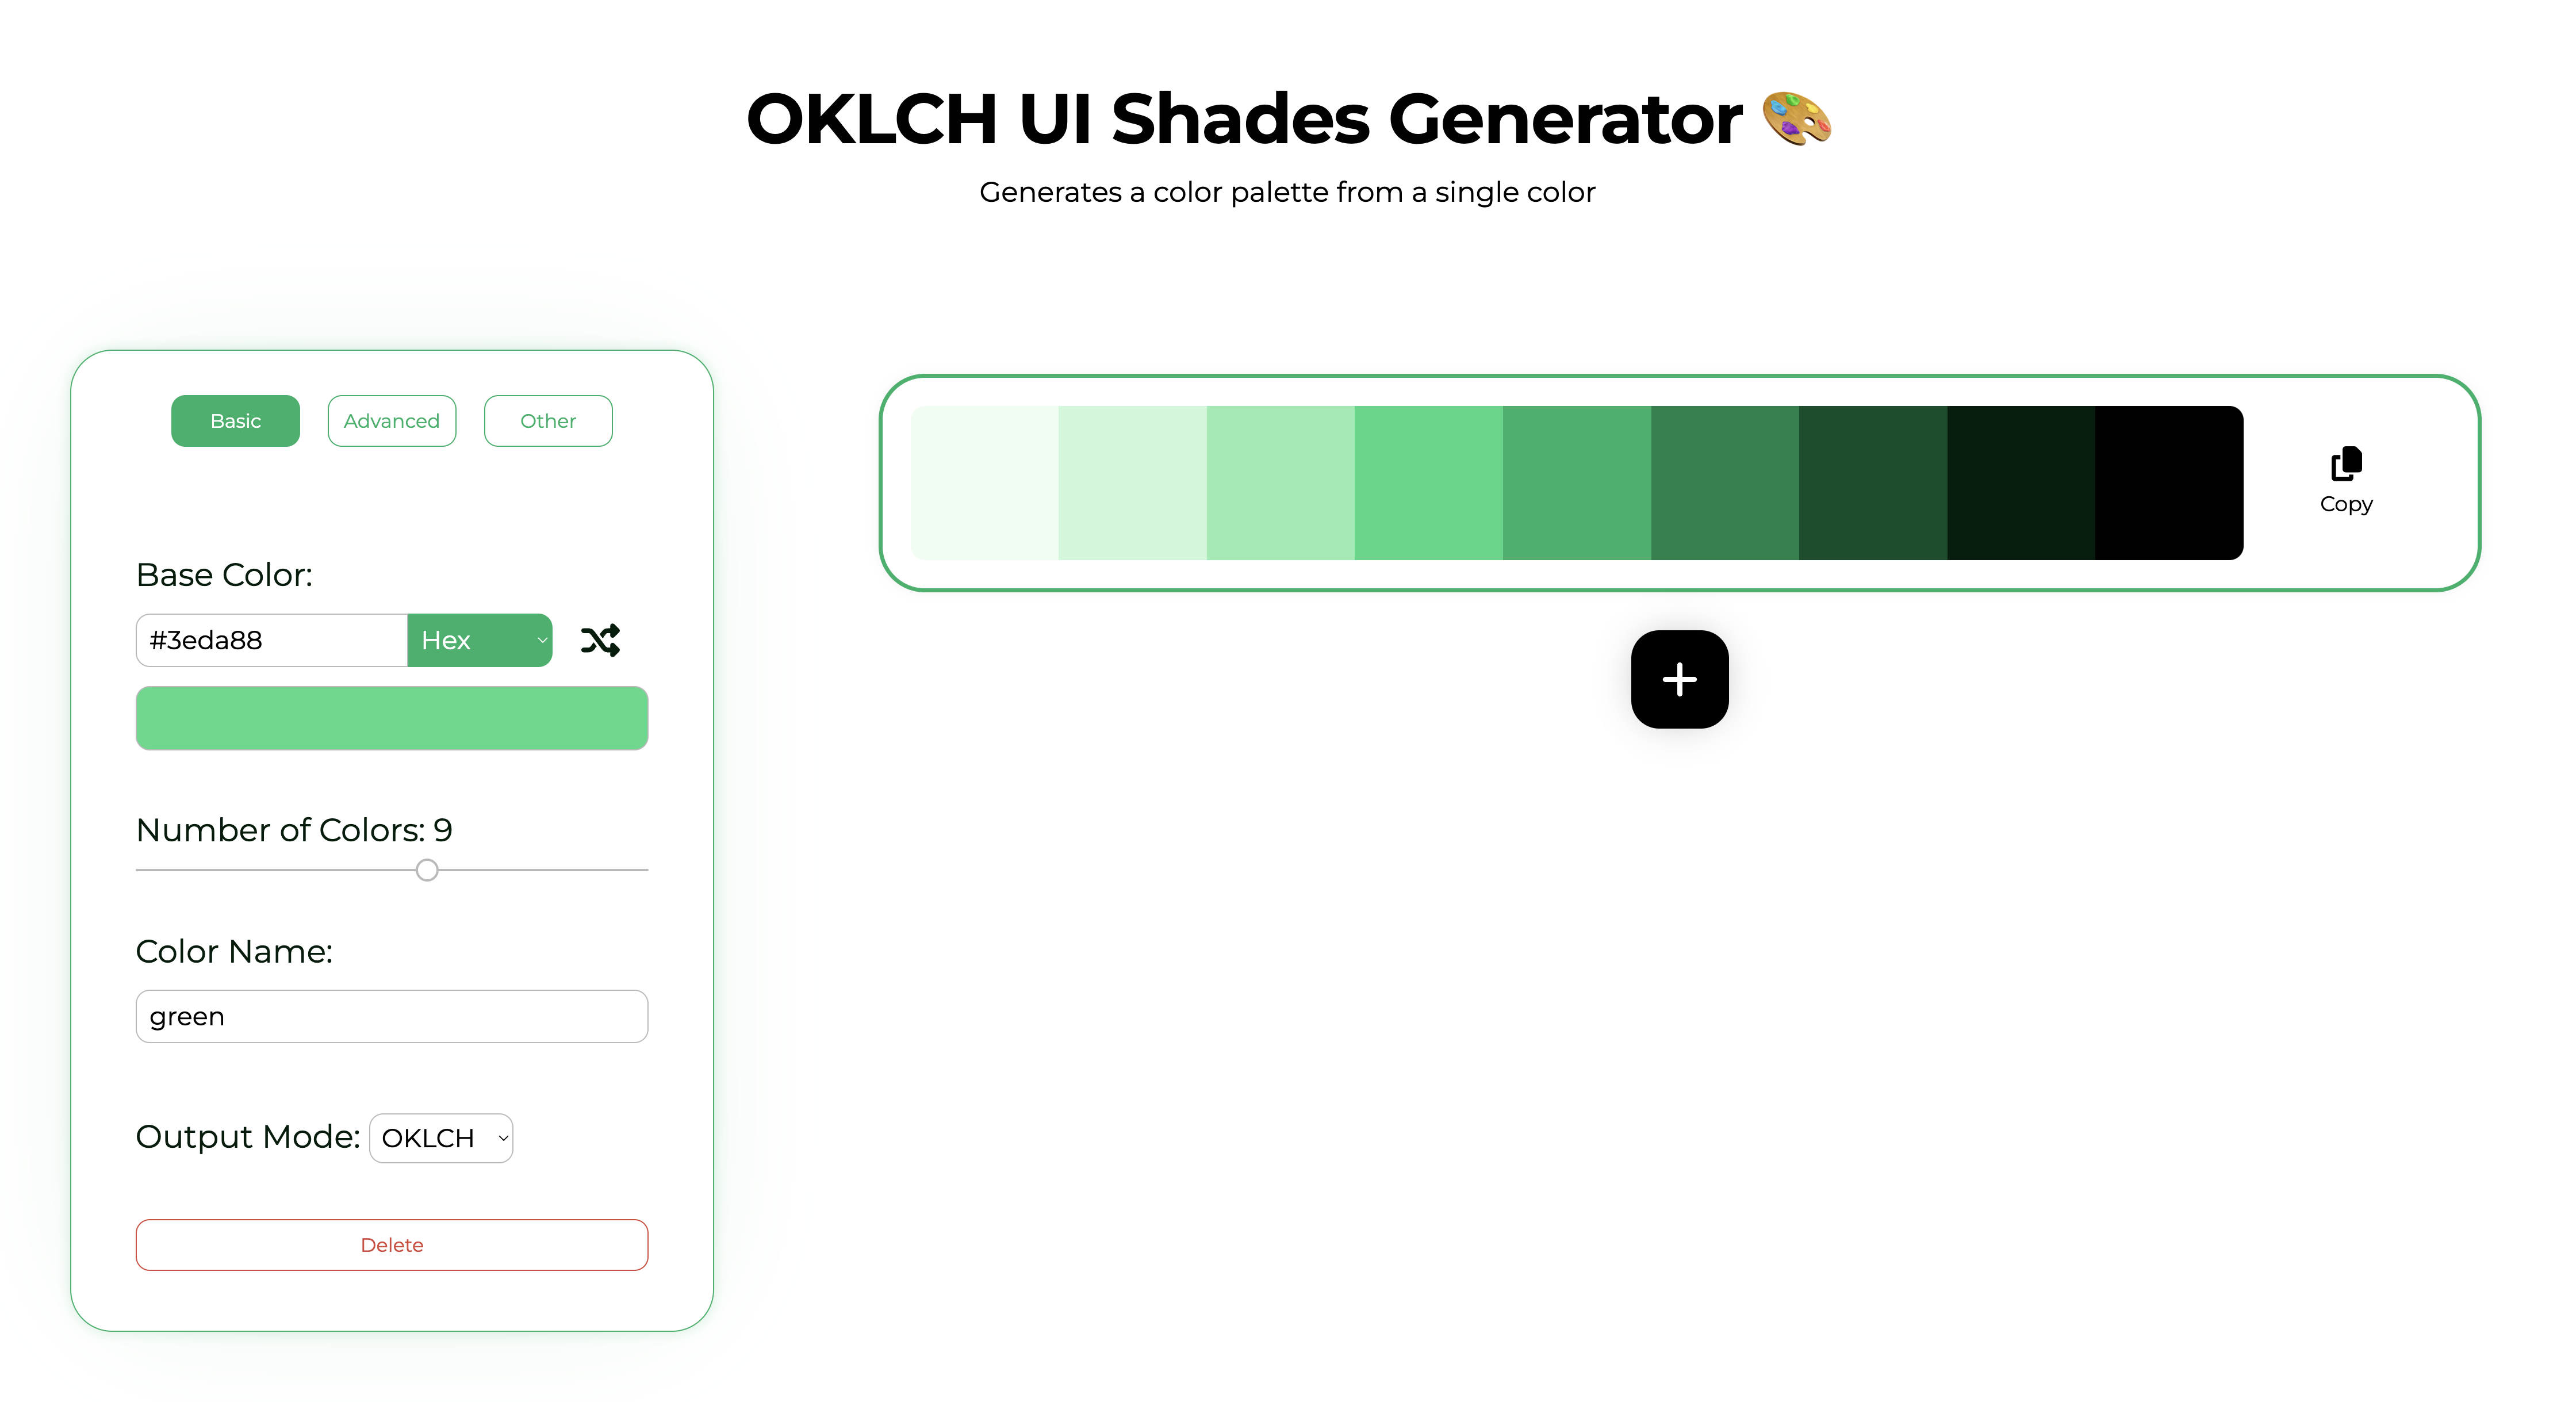 OKLCH UI Shades Generator 🎨
Generates a color palette from a single color
Basic
Advanced
Other
Base Color:
#3eda88
Hex
Number of Colors: 9
Color Name:
green
Output Mode: OKLCH
Delete
Copy